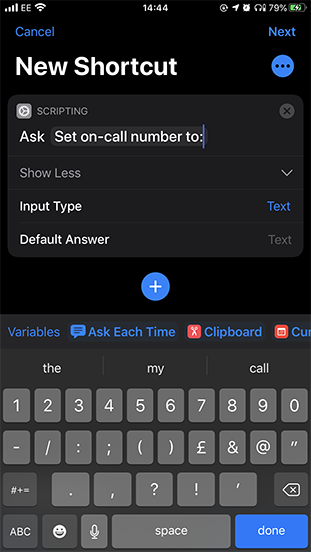 EE 14:44 79%
Cancel Next
New Shortcut
SCRIPTING
Ask Set on-call number to:
Show Less
Input Type Text
Default Answer Text
Variables Ask Each Time Clipboard Cur
the my call
1 2 3 4 5 6 7 8 9 0
- / : ; ( ) £ & @ ”
#+= . , ? ! ’
ABC space done